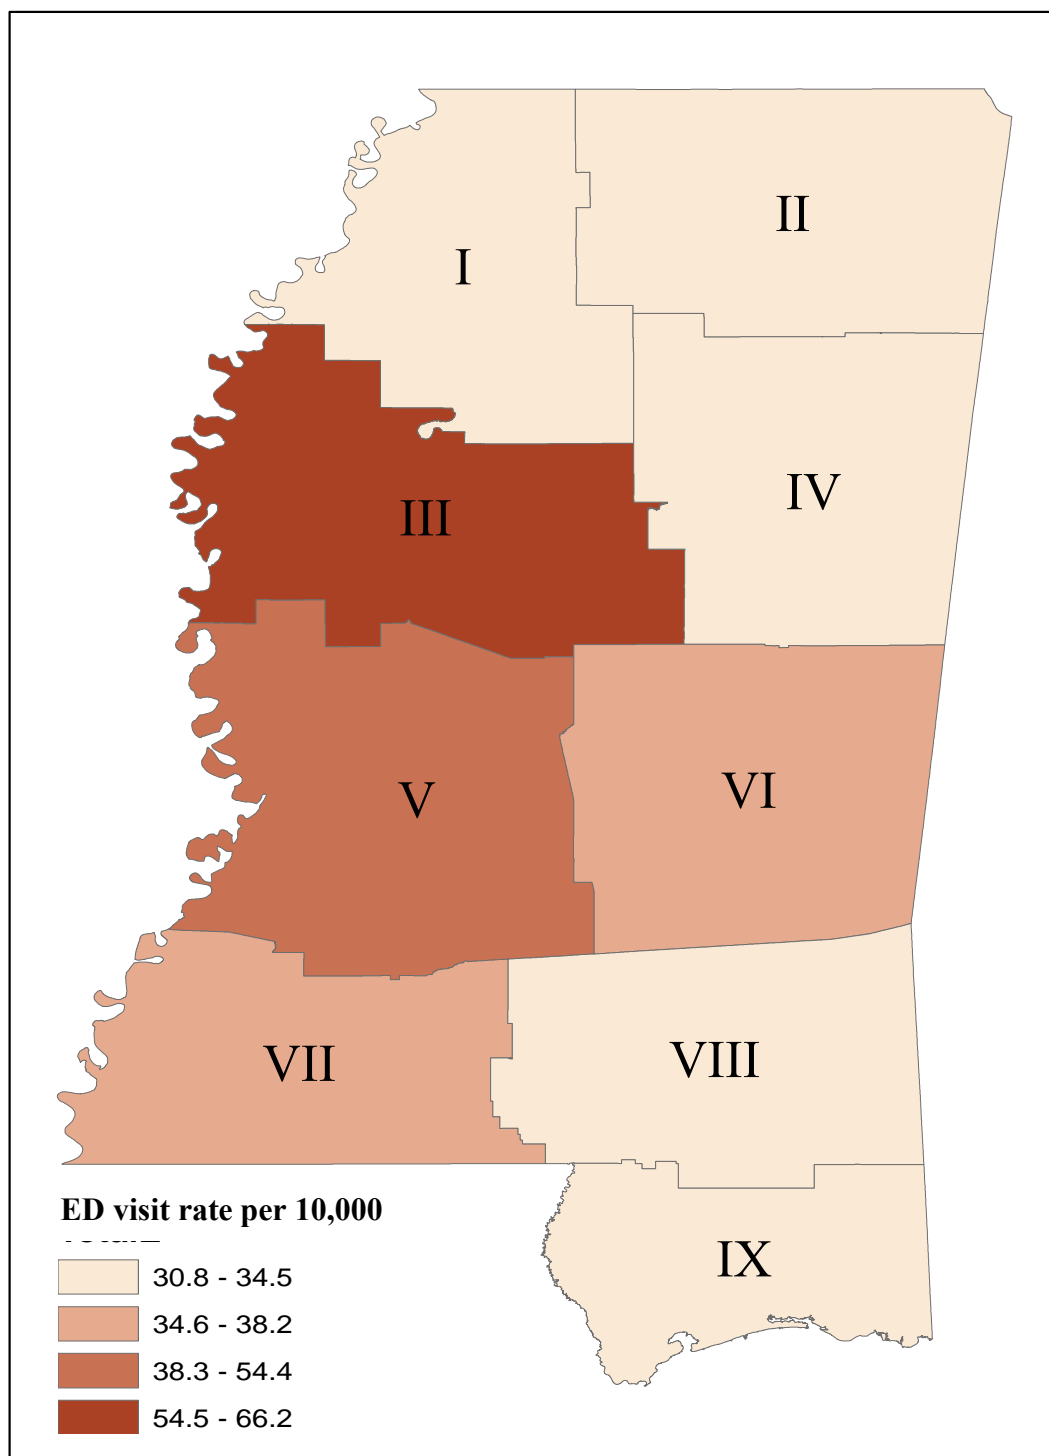 II
I
IV
III
VI
V
VIII
VII
IX
ED visit rate per 10,000
30.8 - 34.5
34.6 - 38.2
38.3 - 54.4
54.5 - 66.2